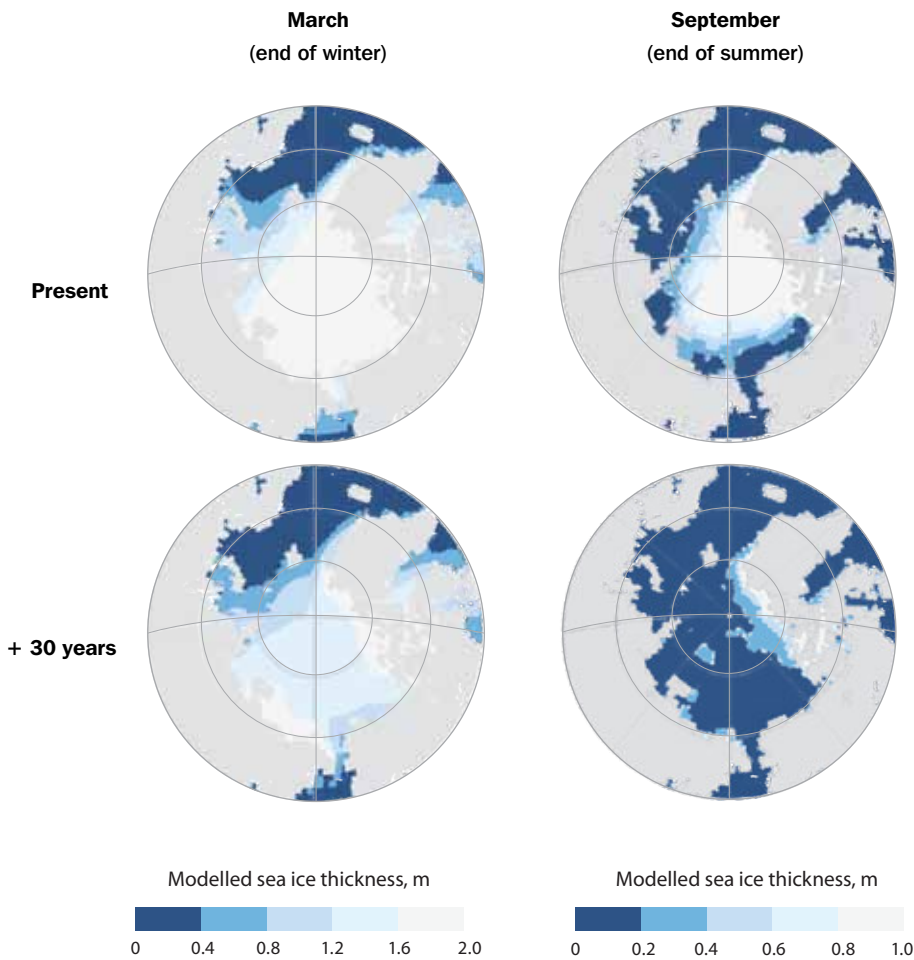 March
(end of winter)
September
(end of summer)
Present
+ 30 years
Modelled sea ice thickness, m
0 0.4 0.8 1.2 1.6 2.0
Modelled sea ice thickness, m
0 0.2 0.4 0.6 0.8 1.0